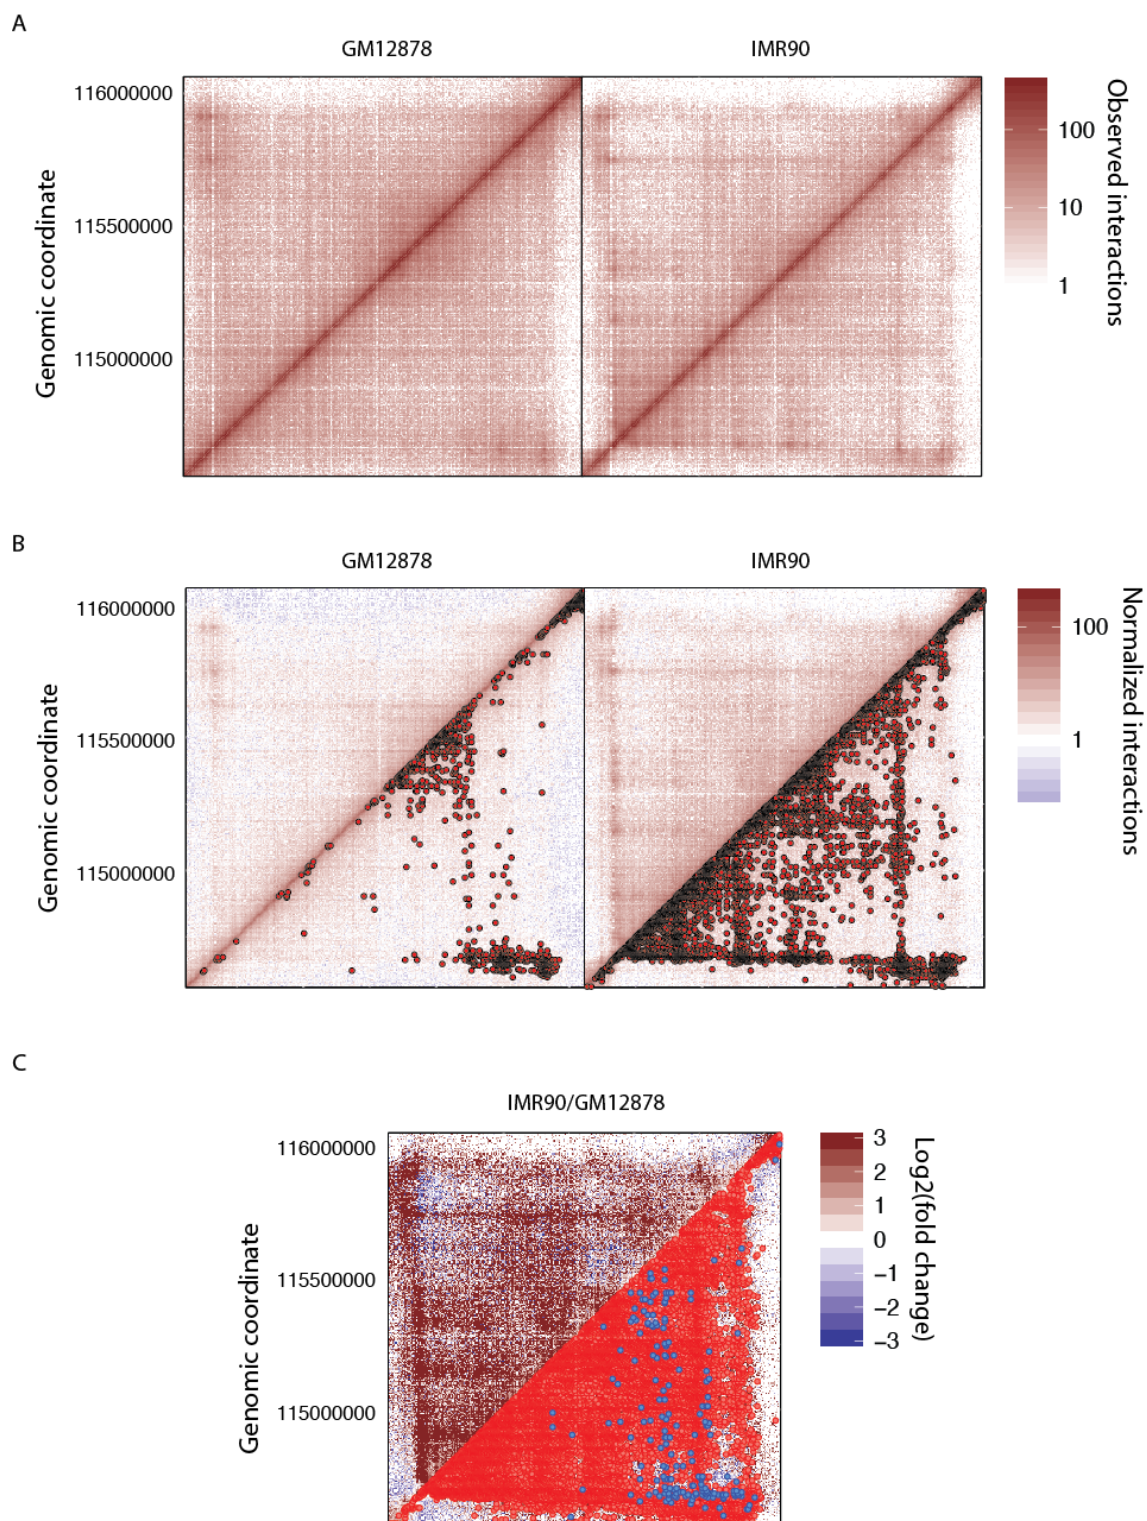 A
GM12878
IMR90
116000000
115500000
115000000
Genomic coordinate
100
10
1
Observed interactions
B
GM12878
IMR90
116000000
115500000
115000000
Genomic coordinate
100
1
Normalized interactions
C
IMR90/GM12878
116000000
115500000
115000000
Genomic coordinate
3
2
1
0
−1
−2
−3
Log2(fold change)